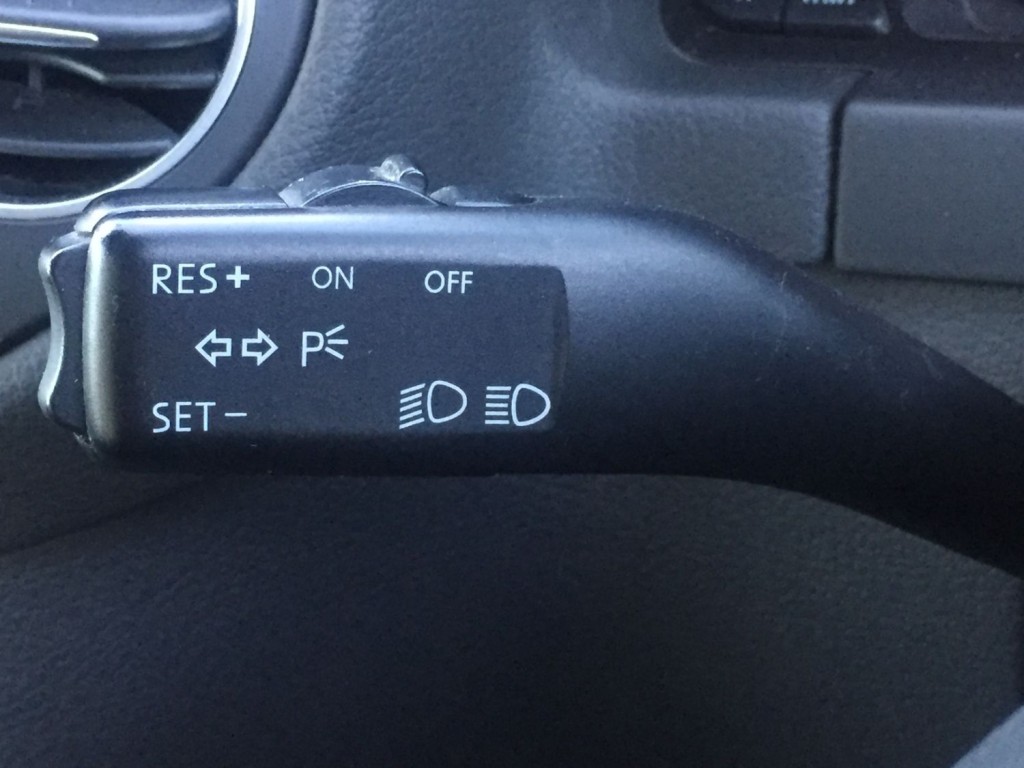 RES+ ON OFF
P
SET-